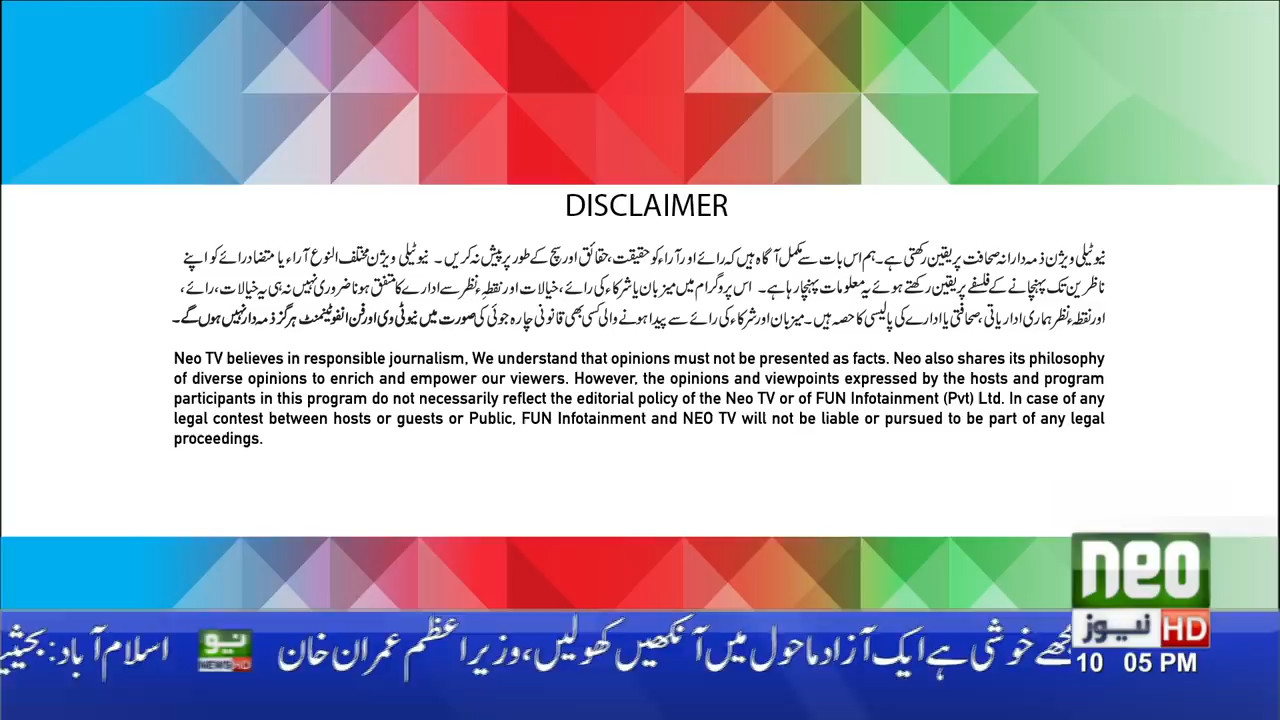 DISCLAIMER
نیوٹیلی ویژن ذمہ دارانہ صحافت پر یقین رکھتی ہے۔ ہم اس بات سے مکمل آگاہ ہیں کہ رائے اور آراء کو حقیقت، حقائق اور سچ کے طور پر پیش نہ کریں ۔ نیوٹیلی ویژن مختلف النوع آراء یا متضاد رائے کو اپنے
ناظرین تک پہنچانے کے فلسفے پر یقین رکھتے ہوئے یہ معلومات پہنچا رہا ہے۔ اس پروگرام میں میزبان یا شرکاء کی رائے، خیالات اور نقطہء نظر سے ادارے کا متفق ہونا ضروری نہیں نہ ہی یہ خیالات، رائے،
اور نقطہء نظر ہماری ادارتی، صحافتی یا ادارے کی پالیسی کا حصہ ہیں۔ میزبان اور شرکاء کی رائے سے پیدا ہونے والی کسی بھی قانونی چارہ جوئی کی صورت میں نیو ٹی وی اور فن انفوٹینمنٹ ہرگز ذمہ دار نہیں ہوں گے۔
Neo TV believes in responsible journalism, We understand that opinions must not be presented as facts. Neo also shares its philosophy
of diverse opinions to enrich and empower our viewers. However, the opinions and viewpoints expressed by the hosts and program
participants in this program do not necessarily reflect the editorial policy of the Neo TV or of FUN Infotainment (Pvt) Ltd. In case of any
legal contest between hosts or guests or Public, FUN Infotainment and NEO TV will not be liable or pursued to be part of any legal
proceedings.
neo
نیوز HD
10 05 PM
مجھے خوشی ہے ایک آزاد ماحول میں آنکھیں کھولیں، وزیراعظم عمران خان نیو NEWS HD اسلام آباد: